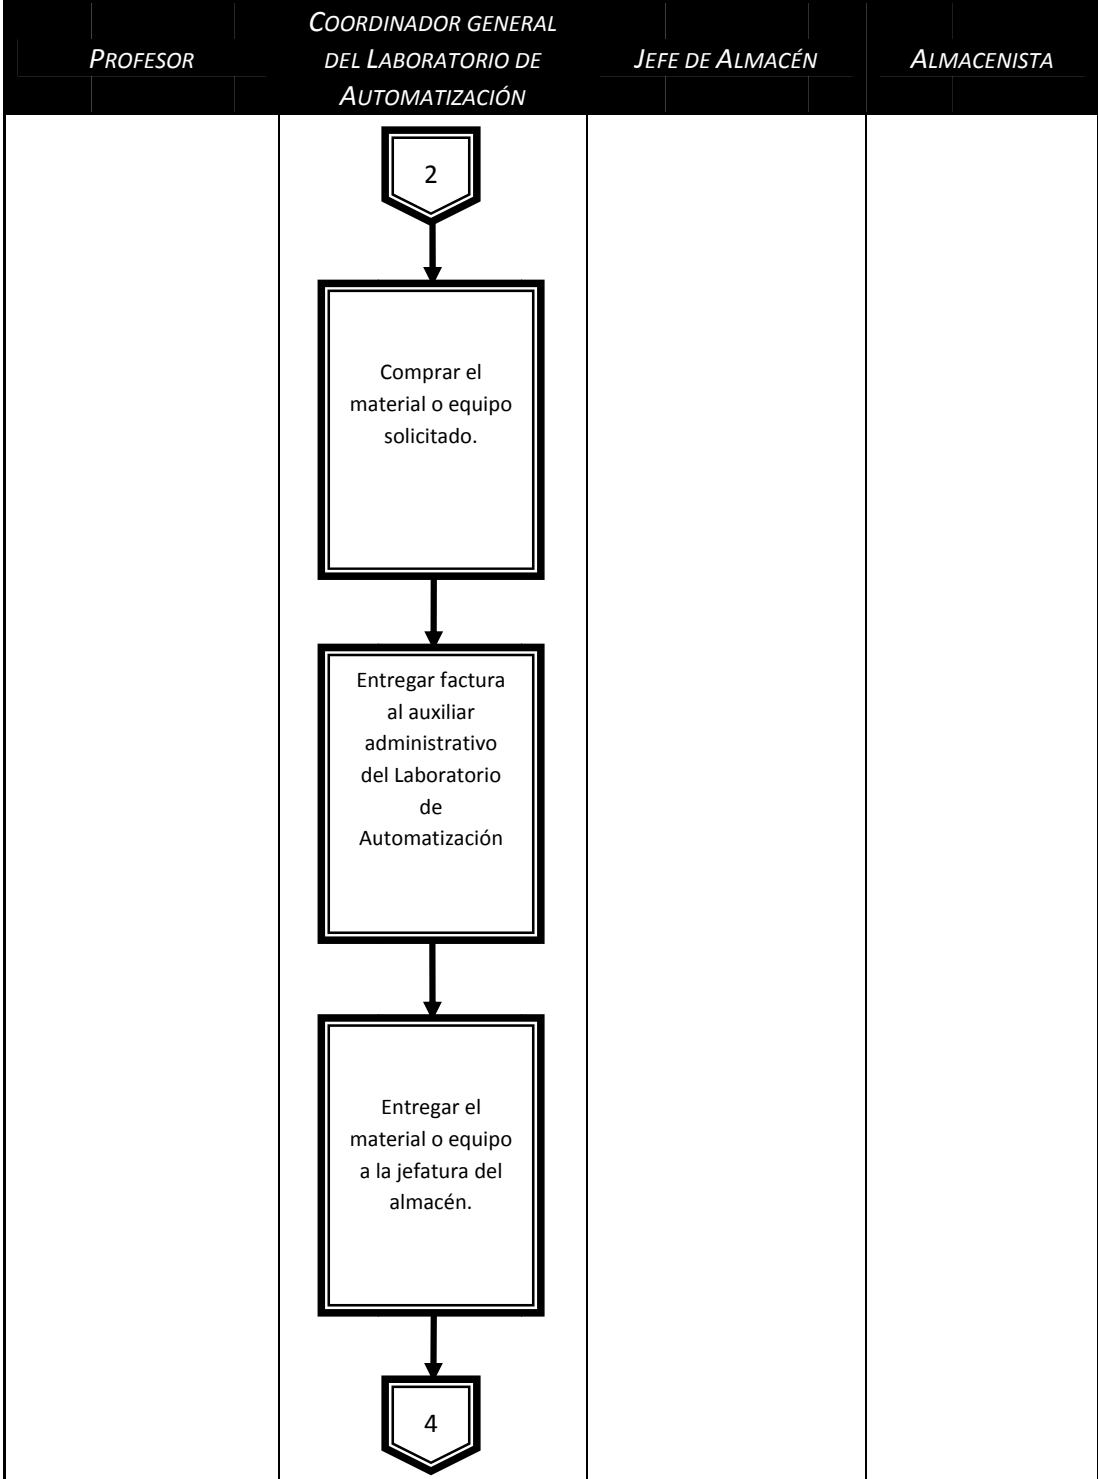 PROFESOR
COORDINADOR GENERAL
DEL LABORATORIO DE
AUTOMATIZACIÓN
JEFE DE ALMACÉN
ALMACENISTA
2
Comprar el
material o equipo
solicitado.
Entregar factura
al auxiliar
administrativo
del Laboratorio
de
Automatización
Entregar el
material o equipo
a la jefatura del
almacén.
4